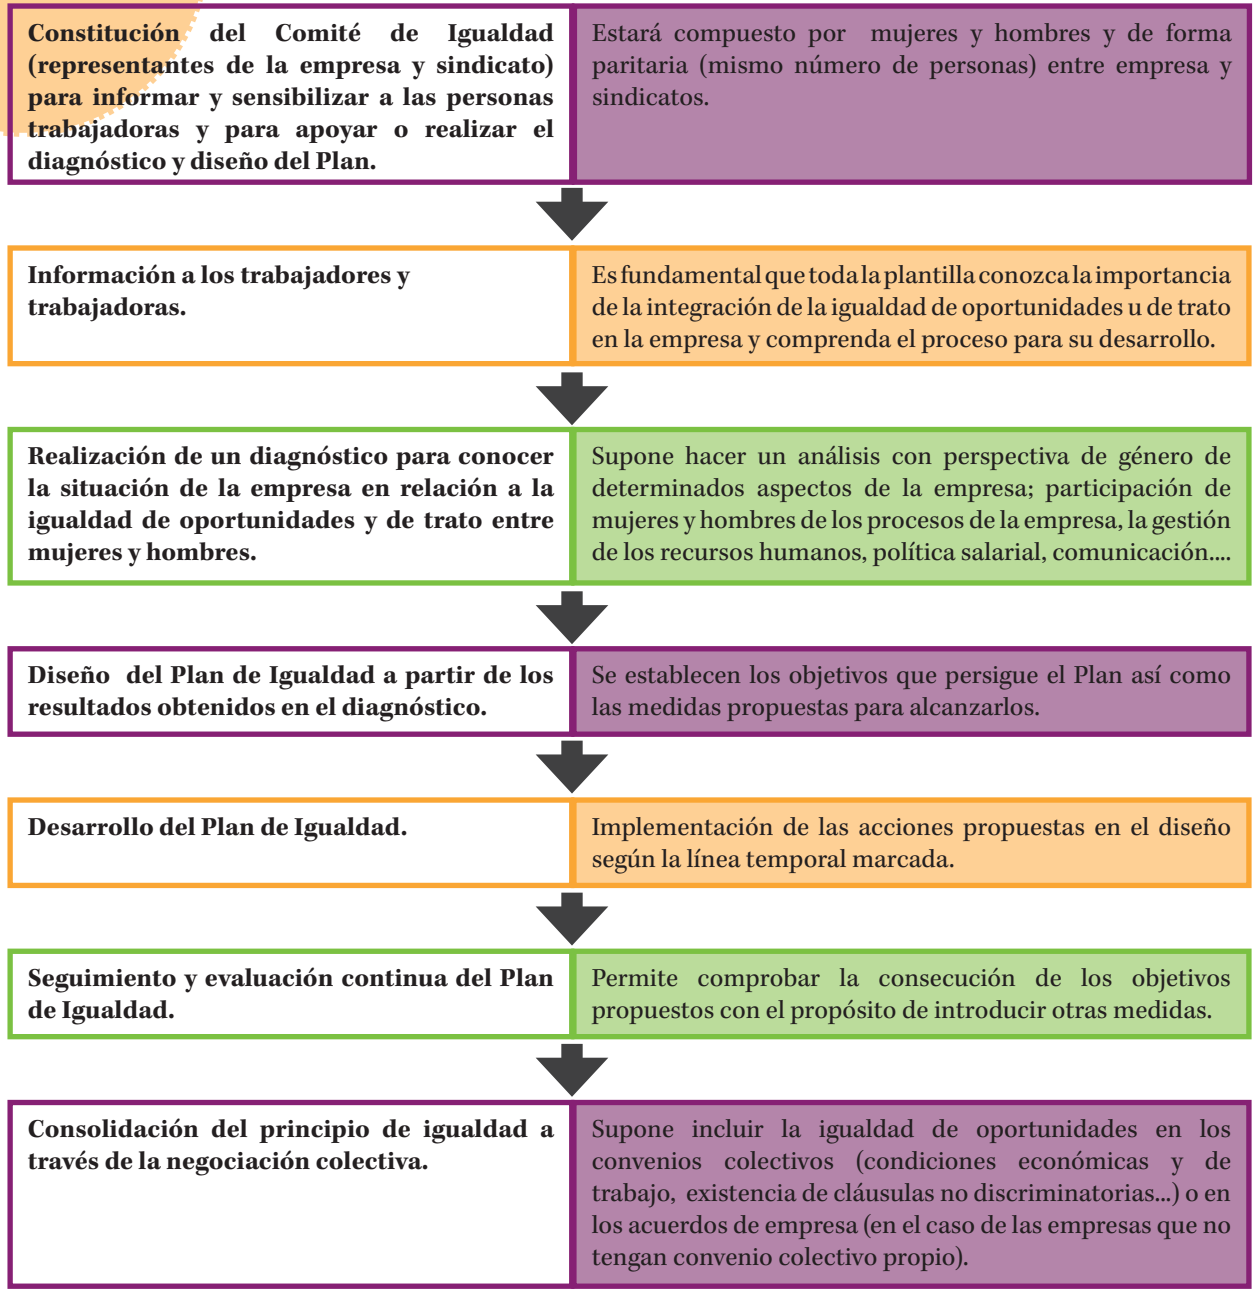 Constitución del Comité de Igualdad
(representantes de la empresa y sindicato)
para informar y sensibilizar a las personas
trabajadoras y para apoyar o realizar el
diagnóstico y diseño del Plan.
Estará compuesto por mujeres y hombres y de forma
paritaria (mismo número de personas) entre empresa y
sindicatos.
Información a los trabajadores y
trabajadoras.
Es fundamental que toda la plantilla conozca la importancia
de la integración de la igualdad de oportunidades u de trato
en la empresa y comprenda el proceso para su desarrollo.
Realización de un diagnóstico para conocer
la situación de la empresa en relación a la
igualdad de oportunidades y de trato entre
mujeres y hombres.
Supone hacer un análisis con perspectiva de género de
determinados aspectos de la empresa; participación de
mujeres y hombres de los procesos de la empresa, la gestión
de los recursos humanos, política salarial, comunicación....
Diseño del Plan de Igualdad a partir de los
resultados obtenidos en el diagnóstico.
Se establecen los objetivos que persigue el Plan así como
las medidas propuestas para alcanzarlos.
Desarrollo del Plan de Igualdad.
Implementación de las acciones propuestas en el diseño
según la línea temporal marcada.
Seguimiento y evaluación continua del Plan
de Igualdad.
Permite comprobar la consecución de los objetivos
propuestos con el propósito de introducir otras medidas.
Consolidación del principio de igualdad a
través de la negociación colectiva.
Supone incluir la igualdad de oportunidades en los
convenios colectivos (condiciones económicas y de
trabajo, existencia de cláusulas no discriminatorias...) o en
los acuerdos de empresa (en el caso de las empresas que no
tengan convenio colectivo propio).